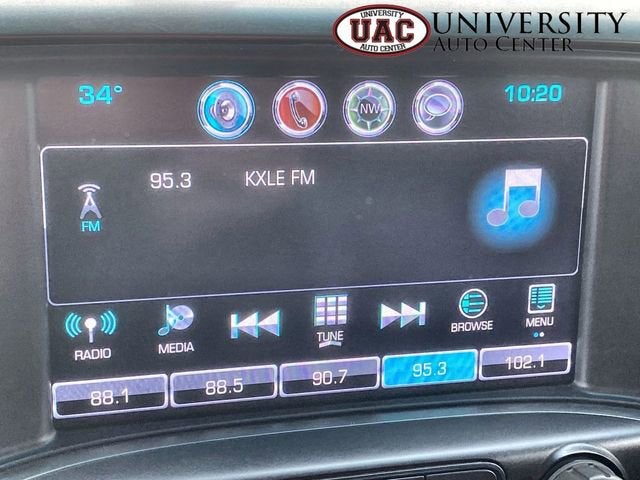 UNIVERSITY
UAC
AUTO CENTER
UNIVERSITY
AUTO CENTER
34°
NW
10:20
95.3 KXLE FM
FM
RADIO
MEDIA
TUNE
BROWSE
MENU
88.1 88.5 90.7 95.3 102.1